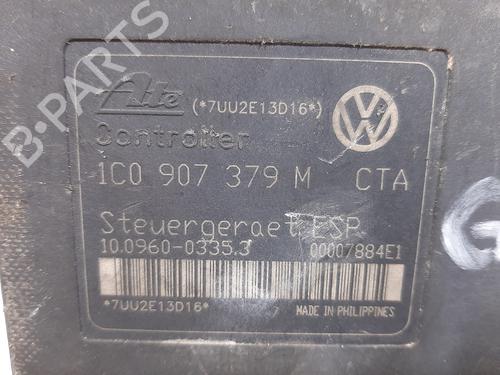 B-PARTS
Ate
(*7UU2E13D16*)
Controller
1C0 907 379 M CTA
Steuergeraet ESP
10.0960-0335.3 00007884E1
*7UU2E13D16*
MADE IN PHILIPPINES